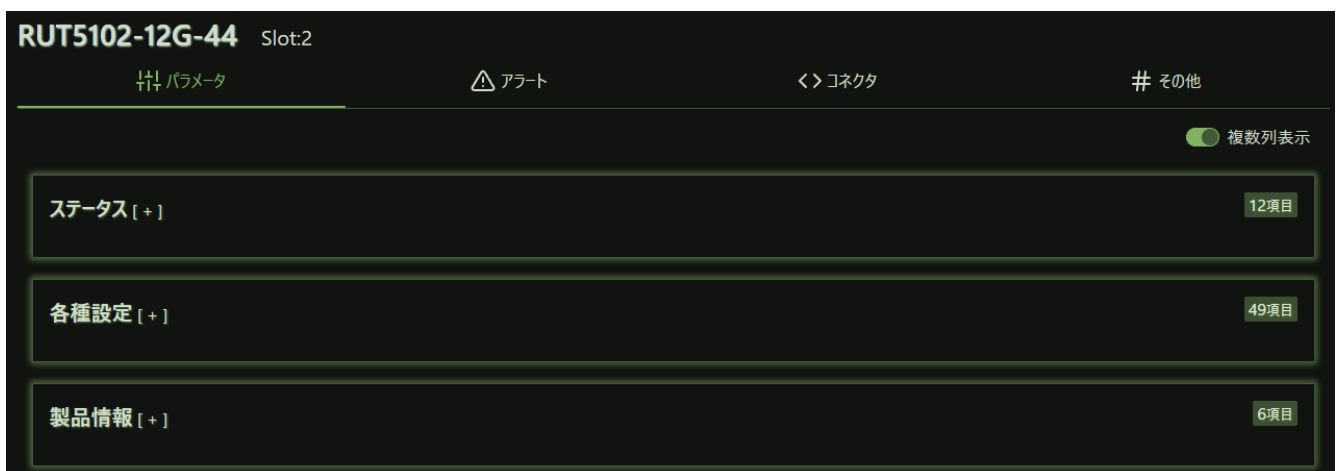 RUT5102-12G-44 Slot:2
パラメータ アラート コネクタ その他
複数列表示
ステータス [ + ] 12項目
各種設定 [ + ] 49項目
製品情報 [ + ] 6項目